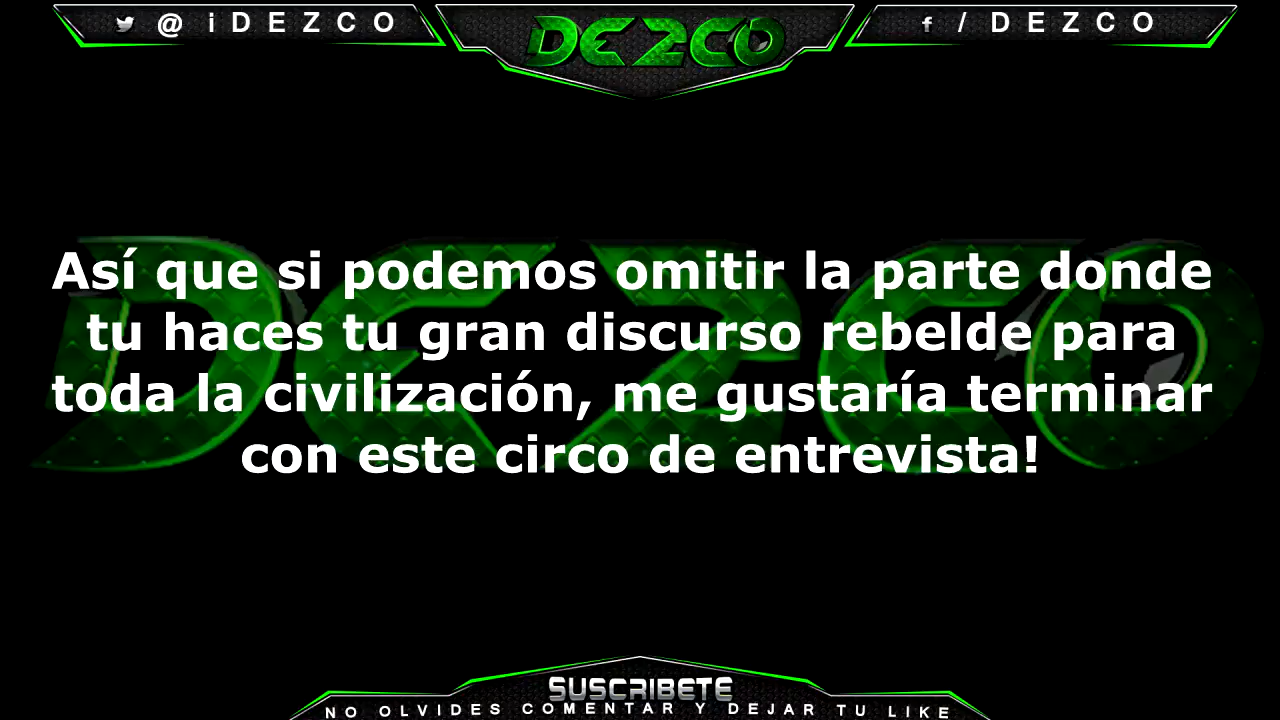 @iDEZCO
DEZCO
f /DEZCO
Así que si podemos omitir la parte donde
tu haces tu gran discurso rebelde para
toda la civilización, me gustaría terminar
con este circo de entrevista!
DEZCO
SUSCRIBETE
NO OLVIDES COMENTAR Y DEJAR TU LIKE